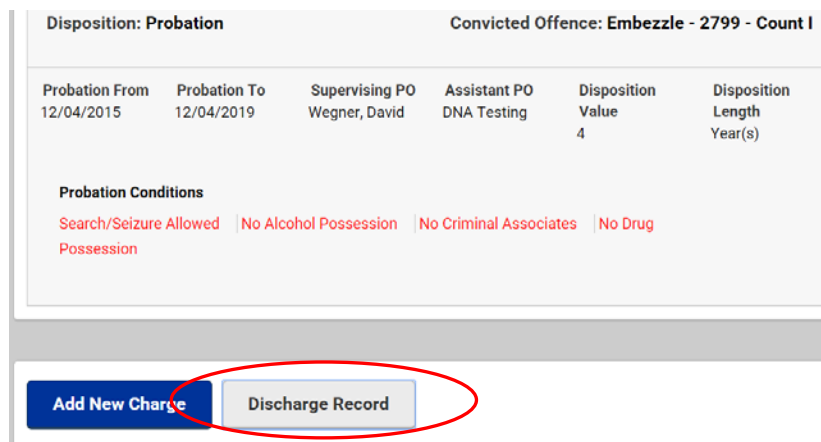 Disposition: Probation Convicted Offence: Embezzle - 2799 - Count I
Probation From Probation To Supervising PO Assistant PO Disposition Value Disposition Length
12/04/2015 12/04/2019 Wegner, David DNA Testing 4 Year(s)
Probation Conditions
Search/Seizure Allowed No Alcohol Possession No Criminal Associates No Drug
Possession
Add New Charge Discharge Record